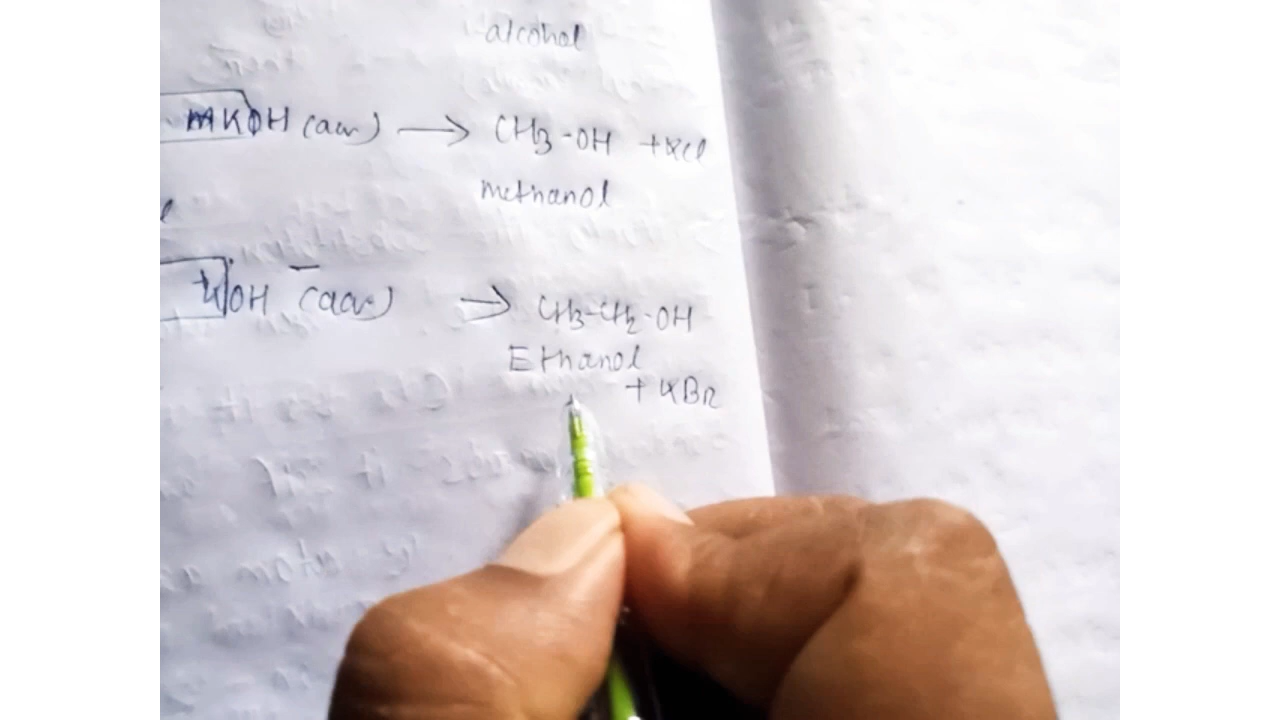 alcohol
KOH (aq) → CH3-OH + KCl
methanol
KOH (aq) → CH3-CH2-OH
Ethanol
+ KBr